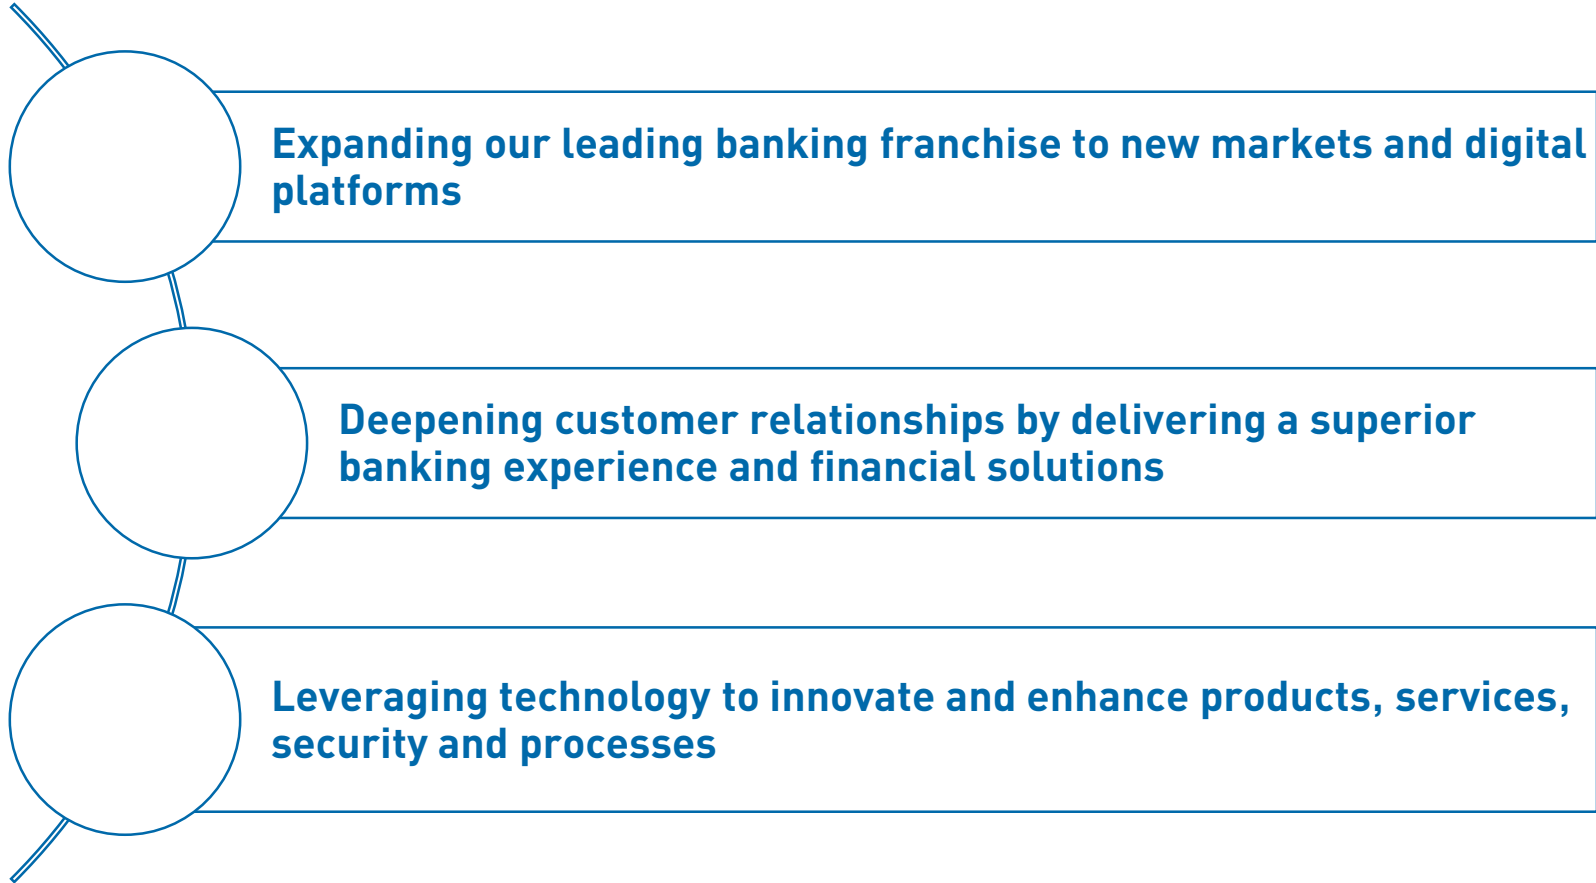 Expanding our leading banking franchise to new markets and digital
platforms
Deepening customer relationships by delivering a superior
banking experience and financial solutions
Leveraging technology to innovate and enhance products, services,
security and processes